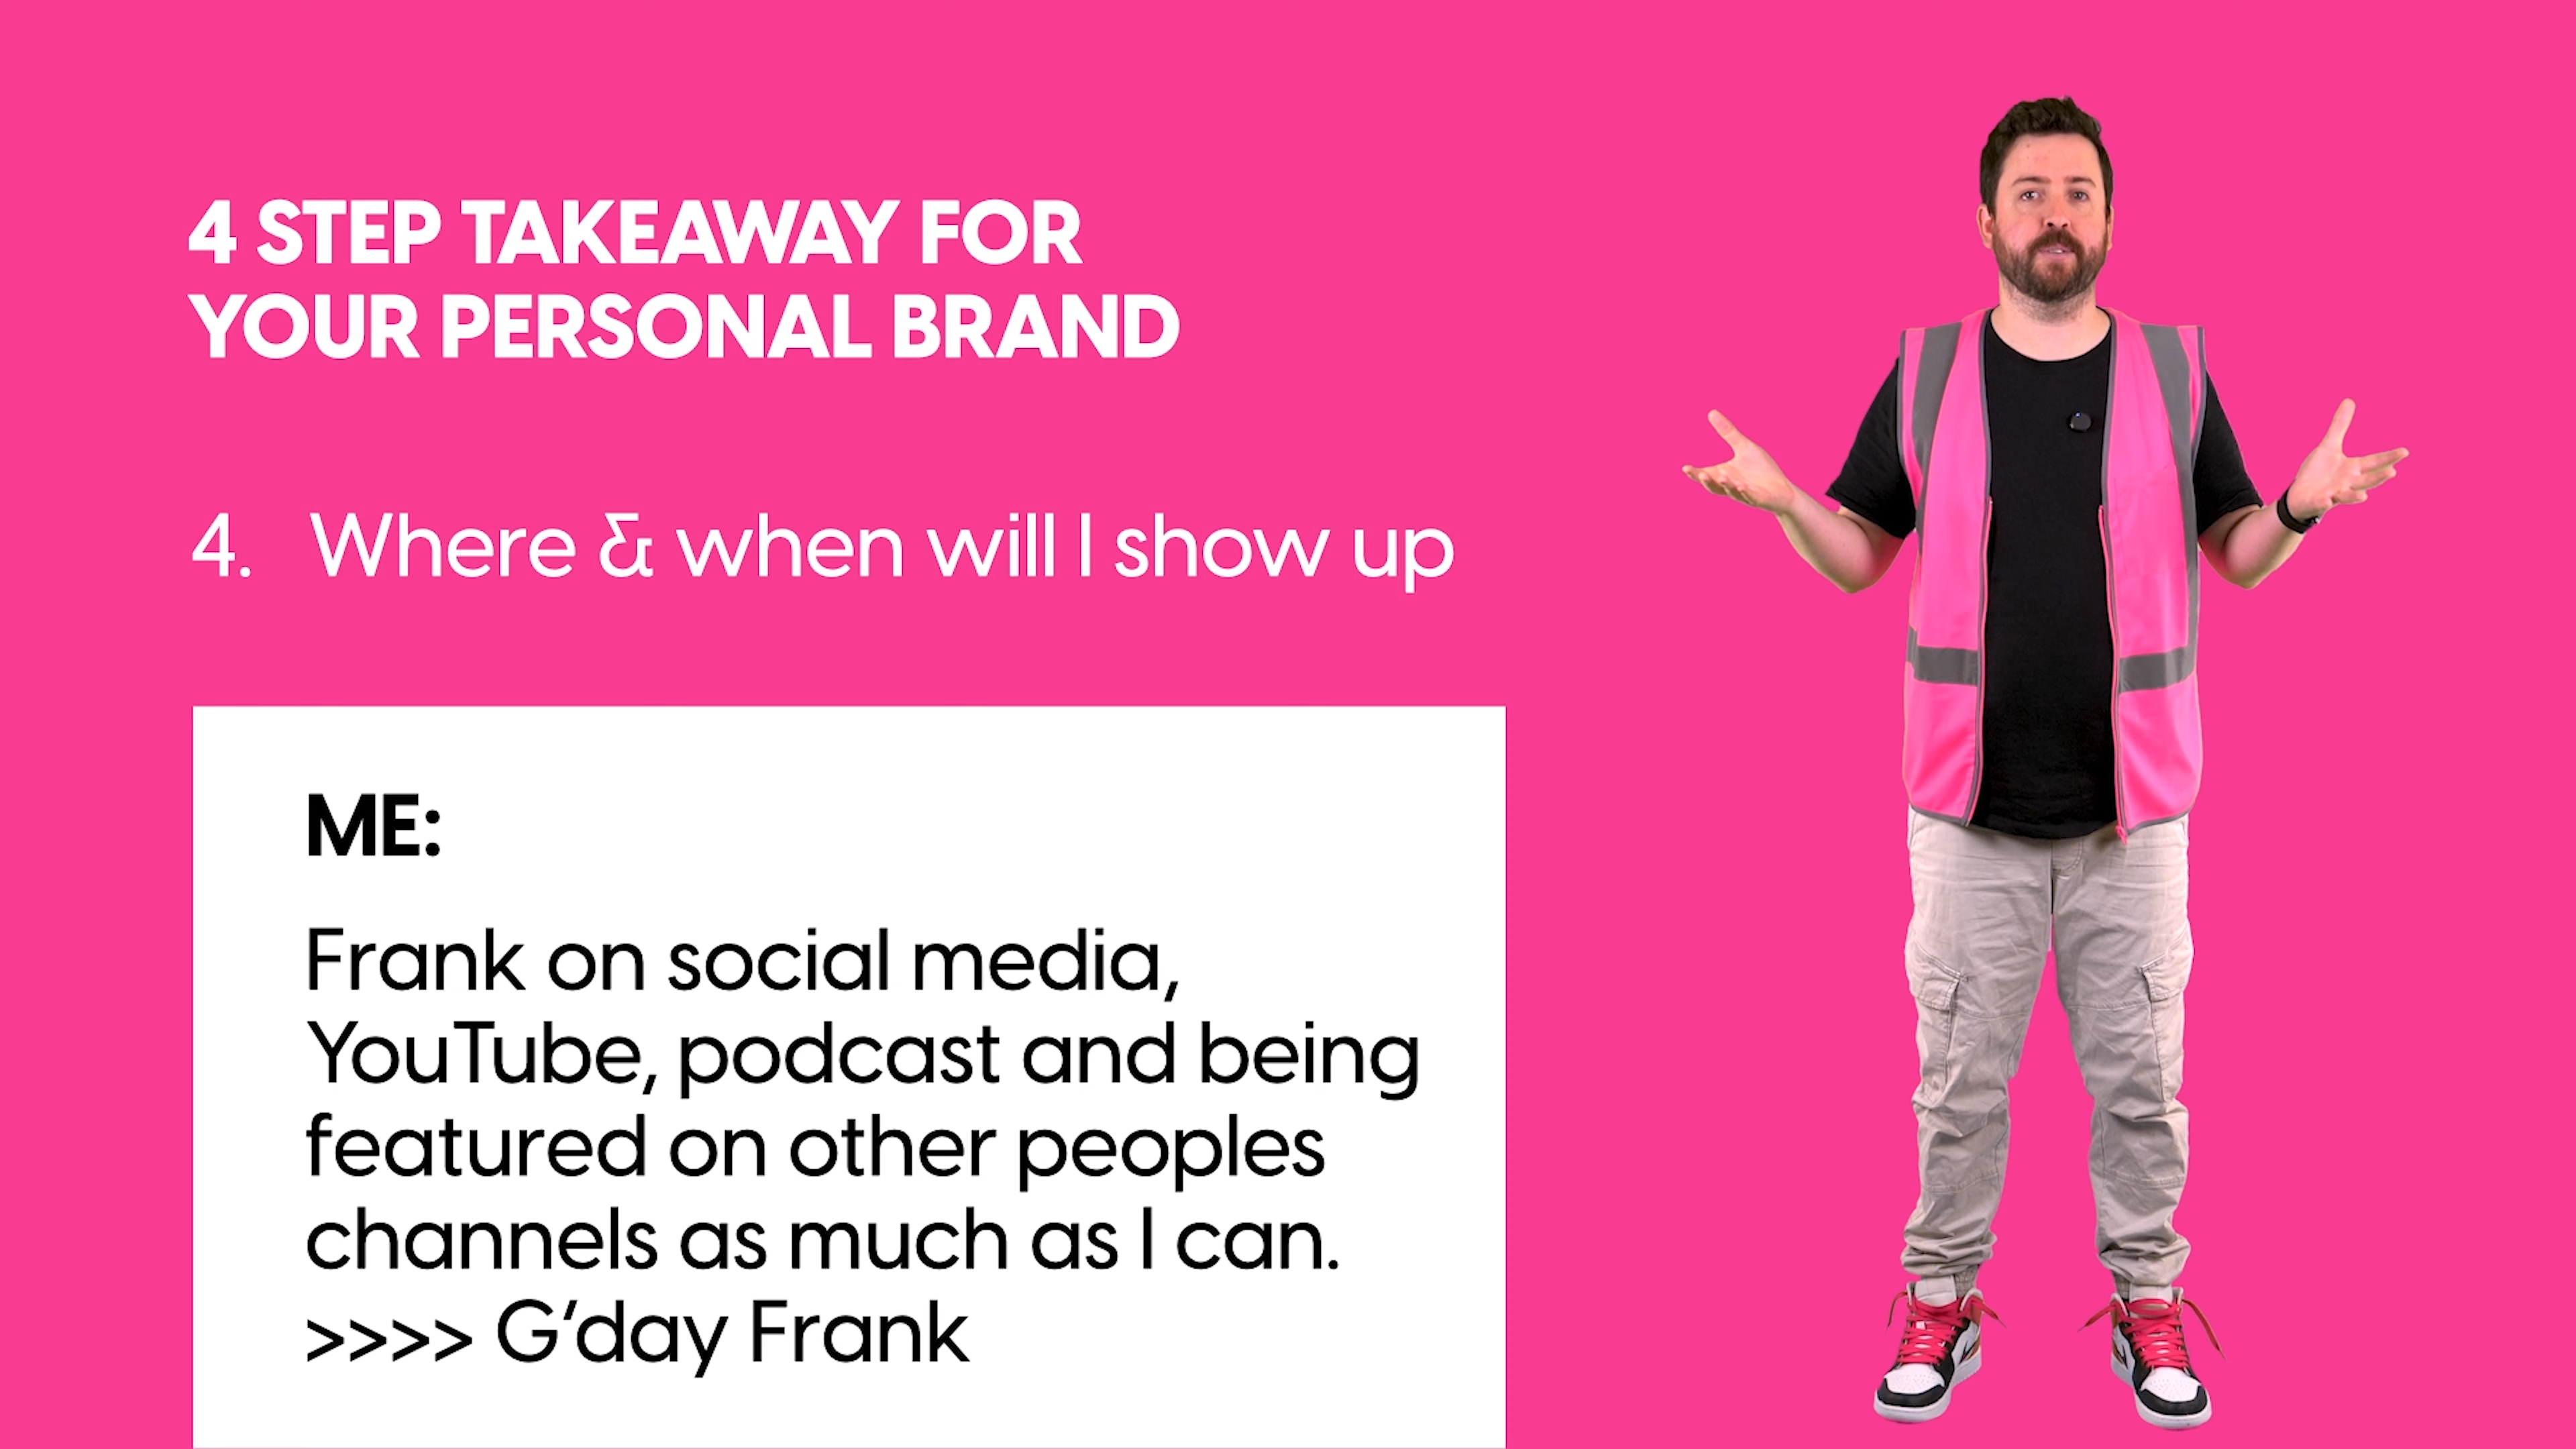 4 STEP TAKEAWAY FOR
YOUR PERSONAL BRAND
4. Where & when will I show up
ME:
Frank on social media,
YouTube, podcast and being
featured on other peoples
channels as much as I can.
>>>> G’day Frank